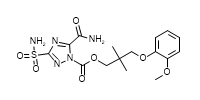 NH₂ O
N NH₂
O
S N N O O
O O O